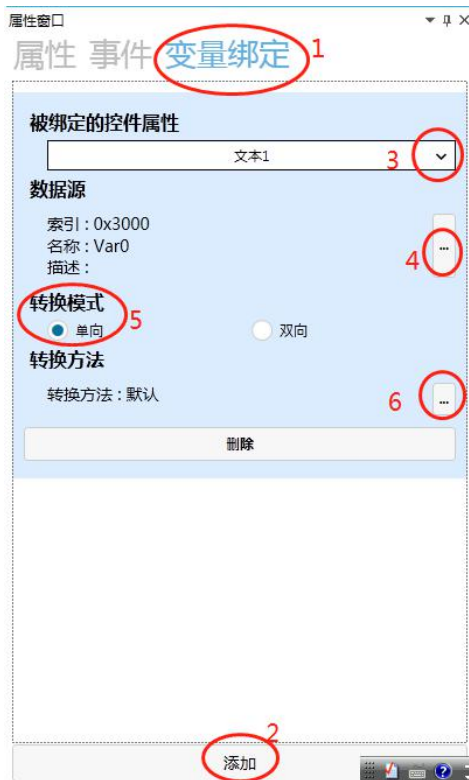 属性窗口
属性 事件 变量绑定 1
被绑定的控件属性
文本1 3
数据源
索引：0x3000
名称：Var0 ...
描述： 4
转换模式 5
单向 双向
转换方法
转换方法：默认 6 ...
删除
2
添加